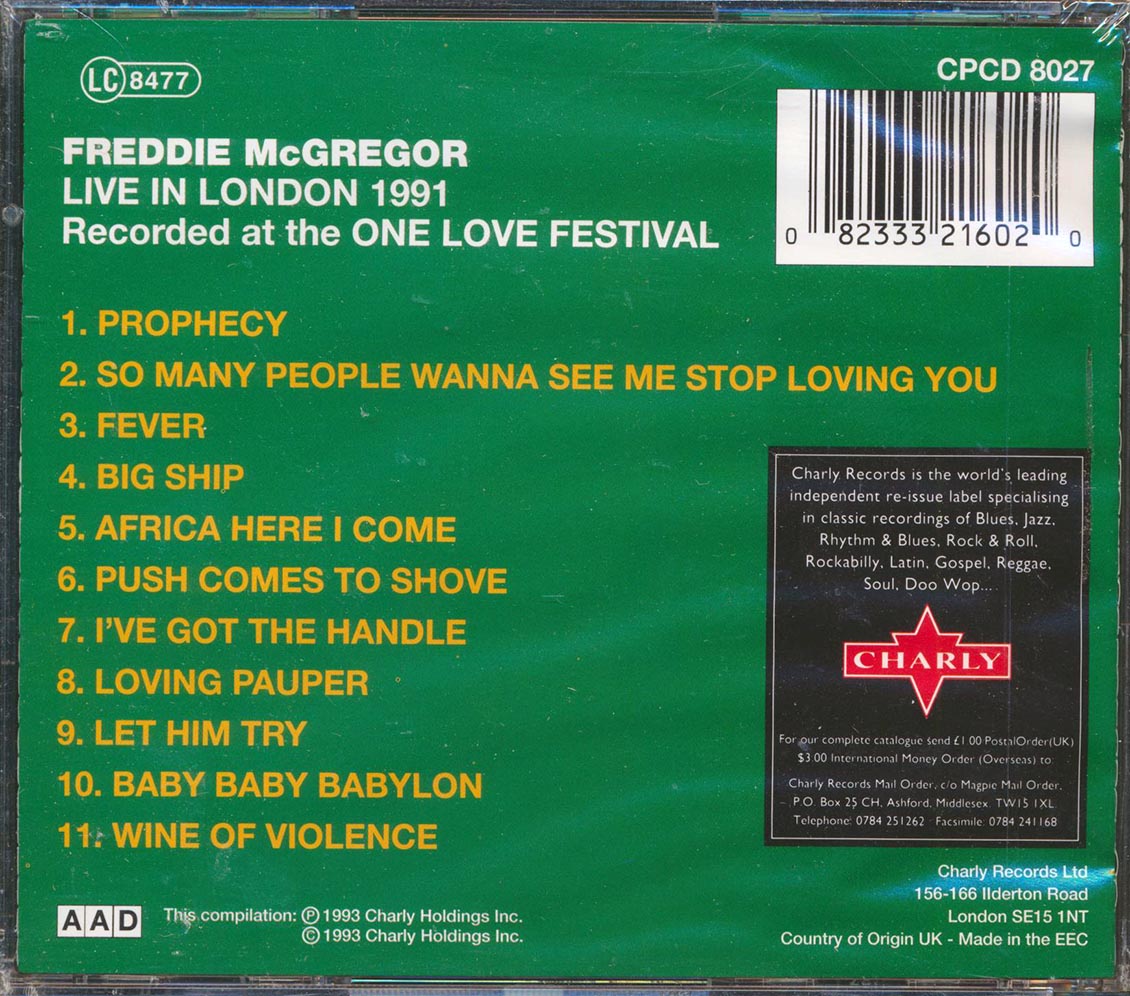 LC 8477
CPCD 8027
0 82333 21602 0
FREDDIE McGREGOR
LIVE IN LONDON 1991
Recorded at the ONE LOVE FESTIVAL
1. PROPHECY
2. SO MANY PEOPLE WANNA SEE ME STOP LOVING YOU
3. FEVER
4. BIG SHIP
5. AFRICA HERE I COME
6. PUSH COMES TO SHOVE
7. I'VE GOT THE HANDLE
8. LOVING PAUPER
9. LET HIM TRY
10. BABY BABY BABYLON
11. WINE OF VIOLENCE
Charly Records is the world's leading
independent re-issue label specialising
in classic recordings of Blues, Jazz,
Rhythm & Blues, Rock & Roll,
Rockabilly, Latin, Gospel, Reggae,
Soul, Doo Wop...
CHARLY
For our complete catalogue send £1.00 PostalOrder(UK)
$3.00 International Money Order (Overseas) to:
Charly Records Mail Order, c/o Magpie Mail Order,
P.O. Box 25 CH, Ashford, Middlesex. TW15 1XL.
Telephone: 0784 251262 Facsimile: 0784 241168
AAD
This compilation: ℗ 1993 Charly Holdings Inc.
© 1993 Charly Holdings Inc.
Charly Records Ltd
156-166 Ilderton Road
London SE15 1NT
Country of Origin UK - Made in the EEC